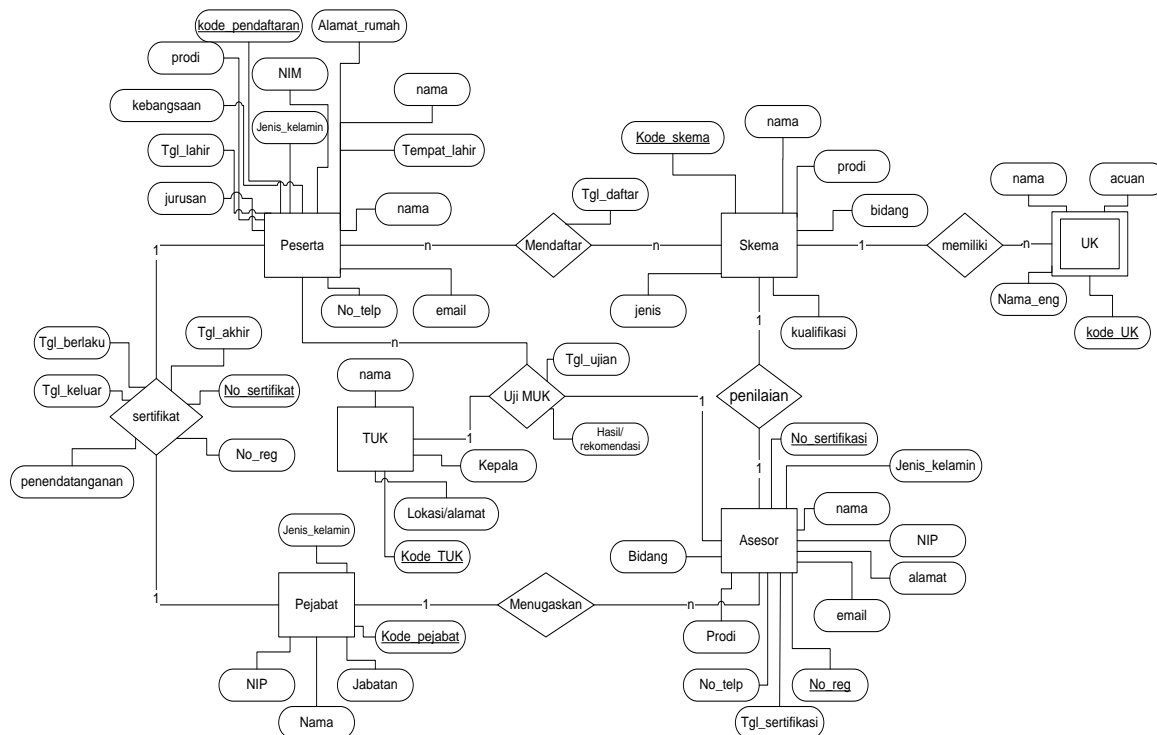 kode_pendaftaran
Alamat_rumah
prodi
NIM
nama
kebangsaan
Jenis_kelamin
nama
Kode_skema
Tgl_lahir
Tempat_lahir
prodi
nama
acuan
Tgl_daftar
jurusan
nama
bidang
Peserta
n
Mendaftar
n
Skema
1
memiliki
n
UK
1
No_telp
email
jenis
Nama_eng
kualifikasi
kode_UK
1
Tgl_akhir
Tgl_berlaku
n
Tgl_ujian
nama
Tgl_keluar
No_sertifikat
Uji MUK
penilaian
1
sertifikat
1
TUK
Hasil/
rekomendasi
No_sertifikasi
No_reg
Kepala
1
Jenis_kelamin
penendatanganan
Lokasi/alamat
nama
Jenis_kelamin
Asesor
NIP
Kode_TUK
Bidang
alamat
1
Pejabat
1
Menugaskan
n
email
Kode_pejabat
Prodi
NIP
Jabatan
No_telp
No_reg
Nama
Tgl_sertifikasi